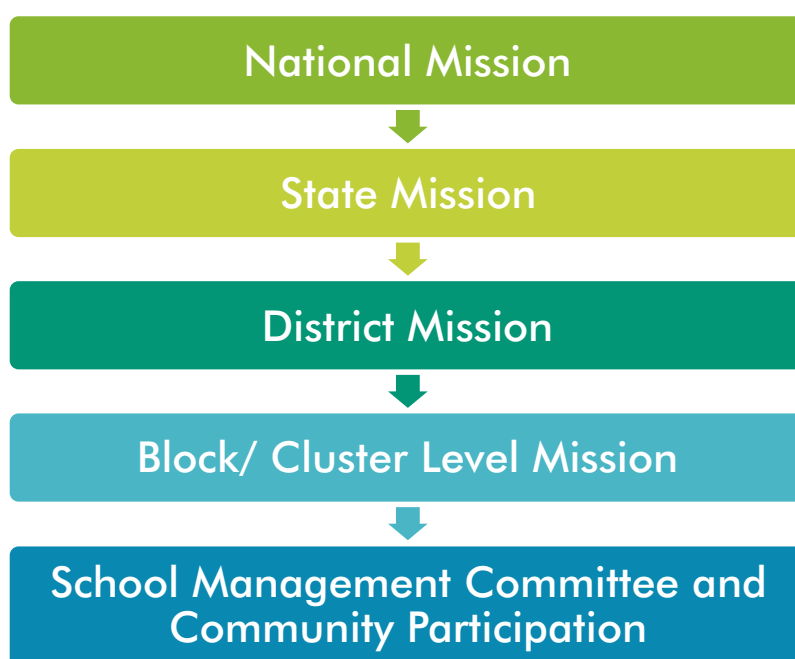 National Mission
State Mission
District Mission
Block/ Cluster Level Mission
School Management Committee and
Community Participation